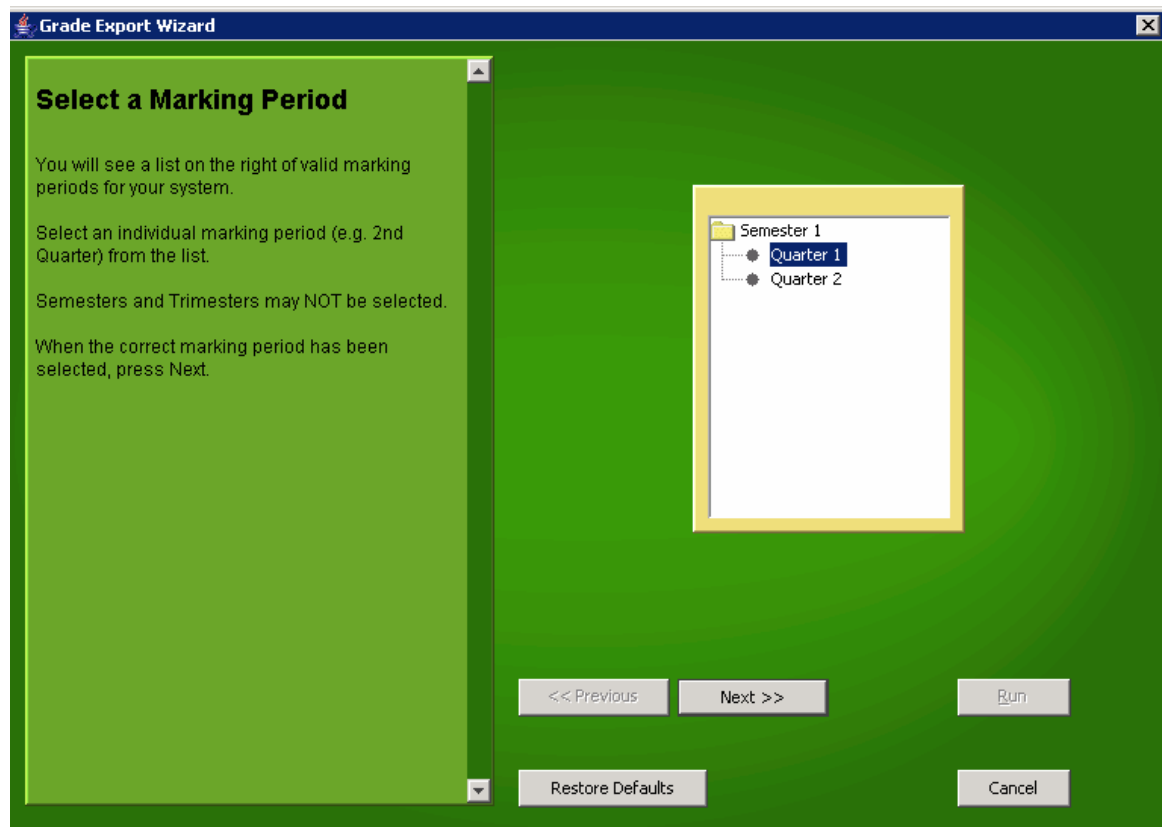 Grade Export Wizard
Select a Marking Period
You will see a list on the right of valid marking
periods for your system.
Select an individual marking period (e.g. 2nd
Quarter) from the list.
Semesters and Trimesters may NOT be selected.
When the correct marking period has been
selected, press Next.
Semester 1
Quarter 1
Quarter 2
<< Previous
Next >>
Run
Restore Defaults
Cancel